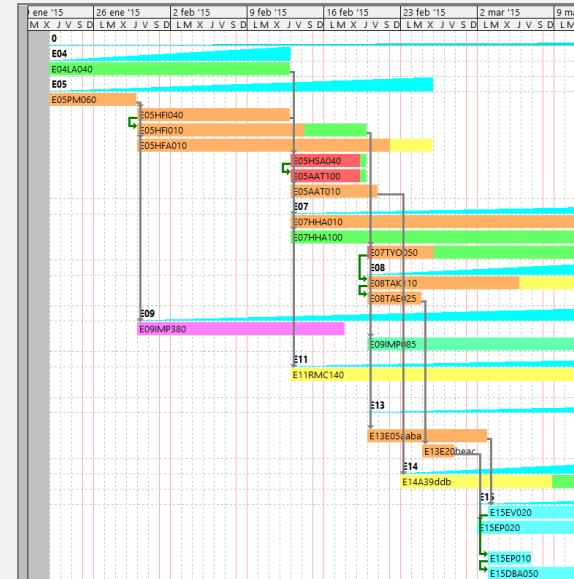 ene '15 26 ene '15 2 feb '15 9 feb '15 16 feb '15 23 feb '15 2 mar '15 9 ma
M X J V S D L M X J V S D L M X J V S D L M X J V S D L M X J V S D L M X J V S D L M X J V S D L M
0
E04
E04LA040
E05
E05PM060
E05HFI040
E05HFI010
E05HFA010
E05HSA040
E05AAT100
E05AAT010
E07
E07HHA010
E07HHA100
E07TYO050
E08
E08TAK110
E08TAE025
E09
E09IMP380
E09IMP085
E11
E11RMC140
E13
E13E05aaba
E13E20beac
E14
E14A39ddb
E15
E15EV020
E15EP020
E15EP010
E15DBA050